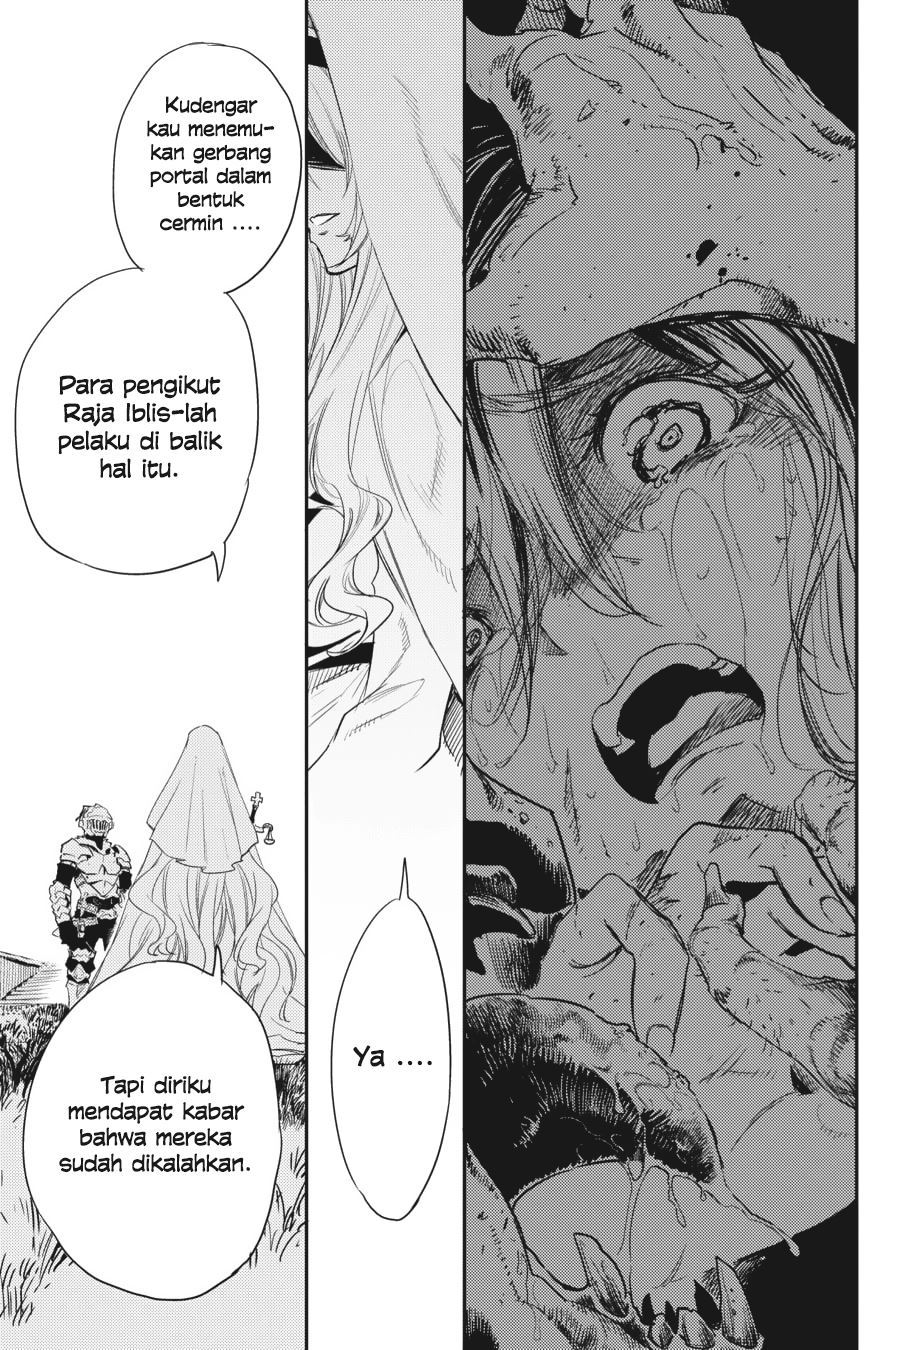 Ya ....
Kudengar
kau menemu-
kan gerbang
portal dalam
bentuk
cermin ....
Para pengikut
Raja Iblis-lah
pelaku di balik
hal itu.
Tapi diriku
mendapat kabar
bahwa mereka
sudah dikalahkan.